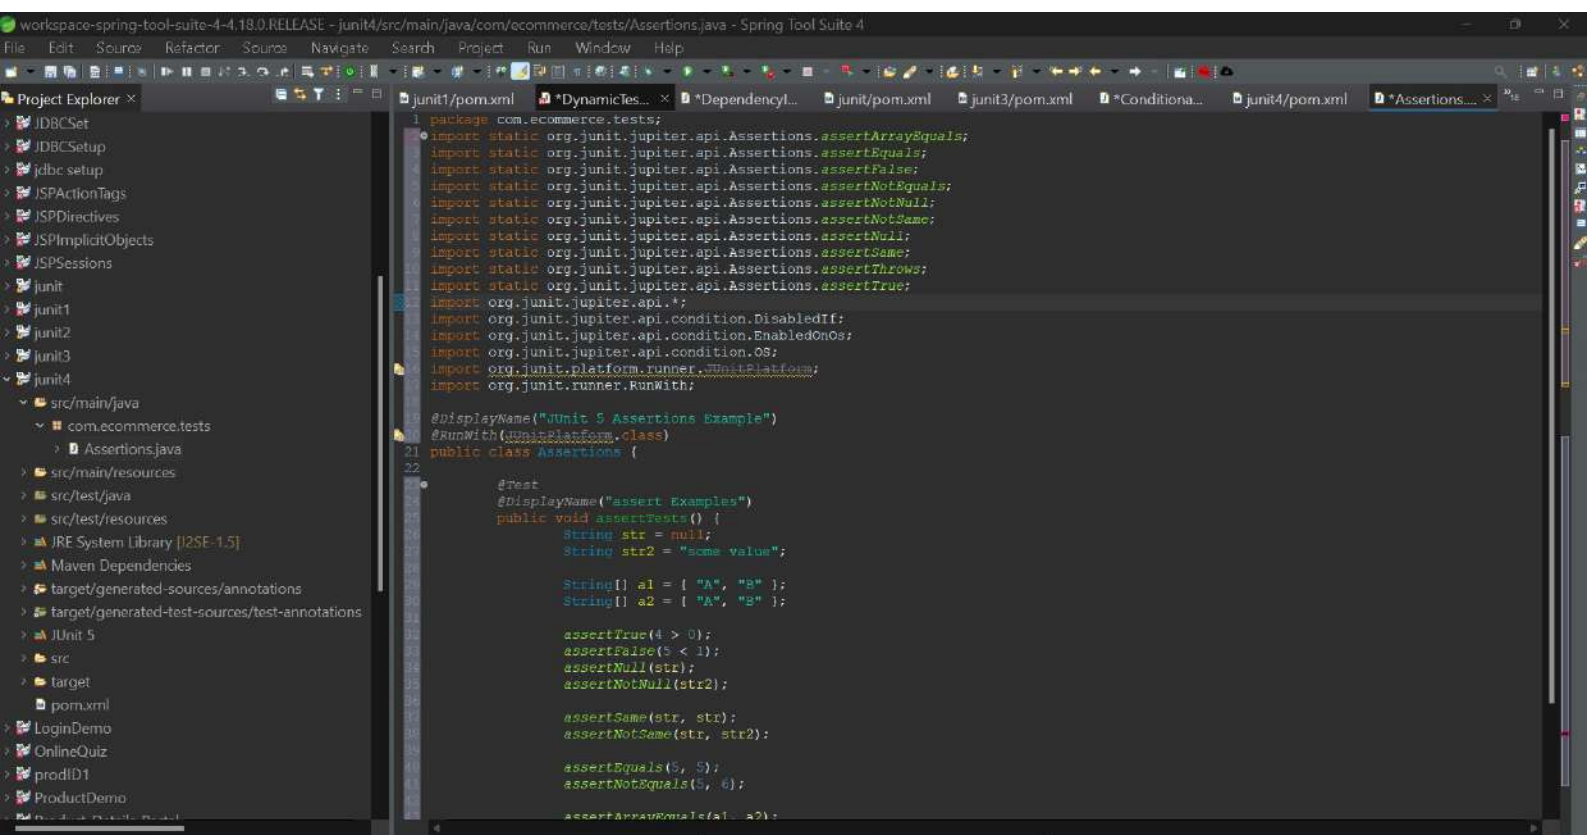 workspace-spring-tool-suite-4-4.18.0.RELEASE - junit4/src/main/java/com/ecommerce/tests/Assertions.java - Spring Tool Suite 4
File Edit Source Refactor Source Navigate Search Project Run Window Help
Project Explorer ×
junit1/pom.xml
*DynamicTes... ×
*DependencyI...
junit/pom.xml
junit3/pom.xml
*Conditiona...
junit4/pom.xml
*Assertions.... ×
»18
JDBCSet
JDBCSetup
jdbc setup
JSPActionTags
JSPDirectives
JSPImplicitObjects
JSPSessions
junit
junit1
junit2
junit3
junit4
src/main/java
com.ecommerce.tests
Assertions.java
src/main/resources
src/test/java
src/test/resources
JRE System Library [J2SE-1.5]
Maven Dependencies
target/generated-sources/annotations
target/generated-test-sources/test-annotations
JUnit 5
src
target
pom.xml
LoginDemo
OnlineQuiz
prodID1
ProductDemo
1 package com.ecommerce.tests;
import static org.junit.jupiter.api.Assertions.assertArrayEquals;
import static org.junit.jupiter.api.Assertions.assertEquals;
import static org.junit.jupiter.api.Assertions.assertFalse;
import static org.junit.jupiter.api.Assertions.assertNotEquals;
import static org.junit.jupiter.api.Assertions.assertNotNull;
import static org.junit.jupiter.api.Assertions.assertNotSame;
import static org.junit.jupiter.api.Assertions.assertNull;
import static org.junit.jupiter.api.Assertions.assertSame;
import static org.junit.jupiter.api.Assertions.assertThrows;
import static org.junit.jupiter.api.Assertions.assertTrue;
import org.junit.jupiter.api.*;
import org.junit.jupiter.api.condition.DisabledIf;
import org.junit.jupiter.api.condition.EnabledOnOs;
import org.junit.jupiter.api.condition.OS;
import org.junit.platform.runner.JUnitPlatform;
import org.junit.runner.RunWith;
@DisplayName("JUnit 5 Assertions Example")
@RunWith(JUnitPlatform.class)
21 public class Assertions {
22
@Test
@DisplayName("assert Examples")
public void assertTests() {
String str = null;
String str2 = "some value";
String[] a1 = { "A", "B" };
String[] a2 = { "A", "B" };
assertTrue(4 > 0);
assertFalse(5 < 1);
assertNull(str);
assertNotNull(str2);
assertSame(str, str);
assertNotSame(str, str2);
assertEquals(5, 5);
assertNotEquals(5, 6);
assertArrayEquals(a1, a2);